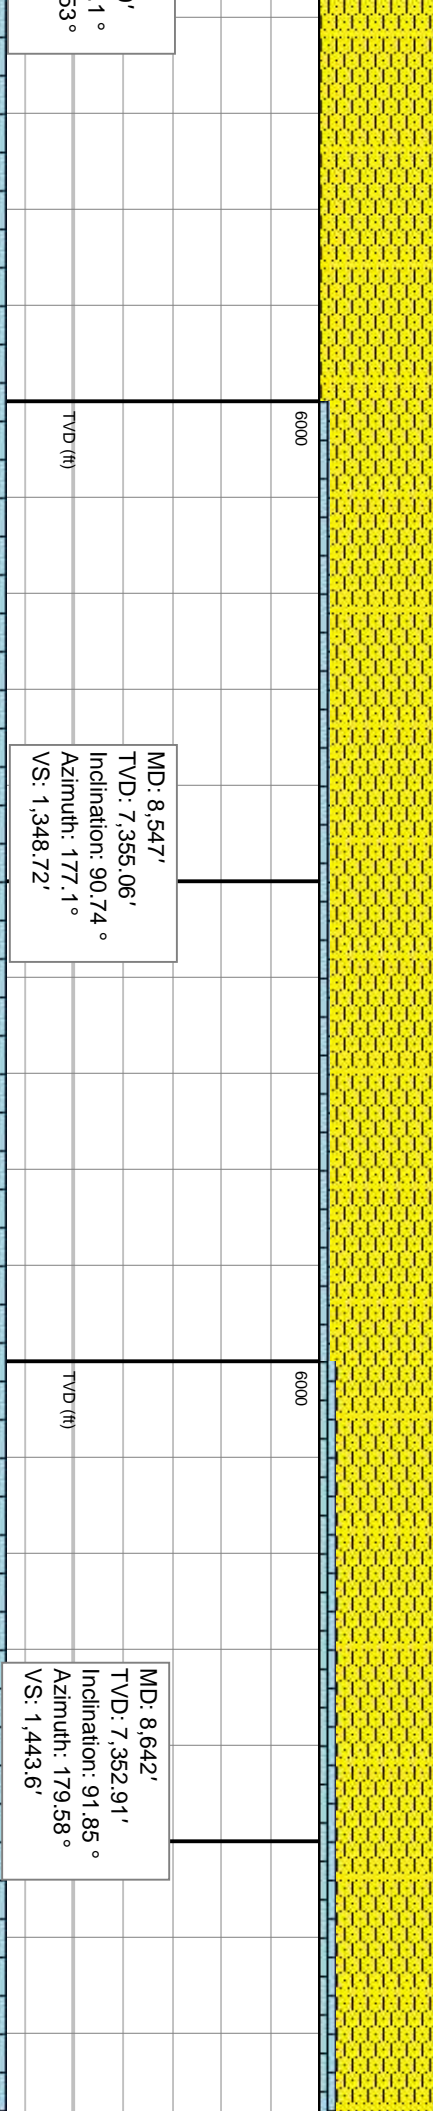 6000
TVD (ft)
MD: 8,547'
TVD: 7,355.06'
Inclination: 90.74 °
Azimuth: 177.1°
VS: 1,348.72'
6000
TVD (ft)
MD: 8,642'
TVD: 7,352.91'
Inclination: 91.85 °
Azimuth: 179.58°
VS: 1,443.6'